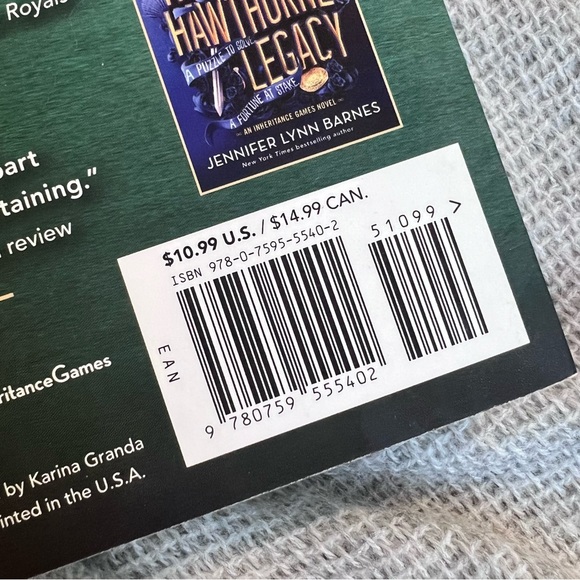 Royals
HAWTHORNE
LEGACY
A PUZZLE TO SOLVE.
A FORTUNE AT STAKE.
AN INHERITANCE GAMES NOVEL
JENNIFER LYNN BARNES
New York Times bestselling author
part
taining.”
review
$10.99 U.S. / $14.99 CAN.
ISBN 978-0-7595-5540-2
51099 >
EAN
9 780759 555402
ritanceGames
by Karina Granda
inted in the U.S.A.